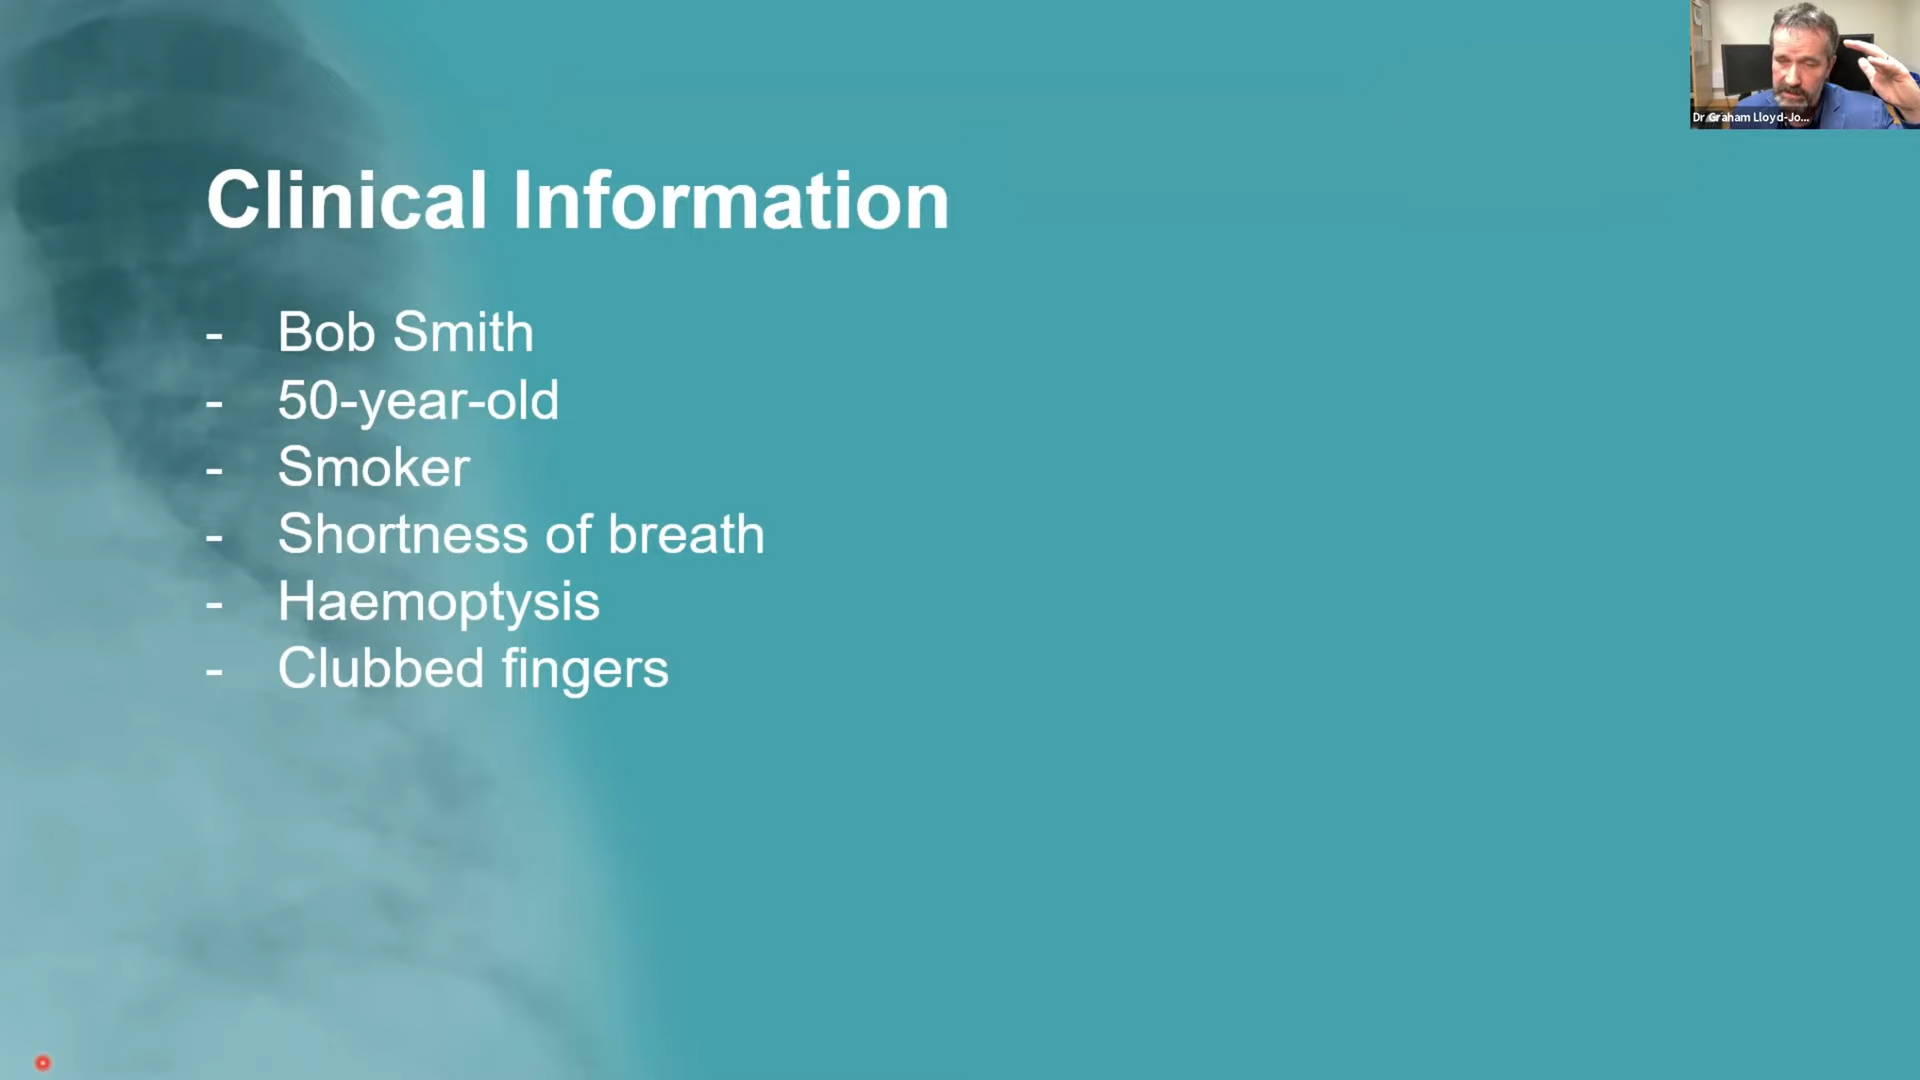 Dr Graham Lloyd-Jo...
Clinical Information
- Bob Smith
- 50-year-old
- Smoker
- Shortness of breath
- Haemoptysis
- Clubbed fingers